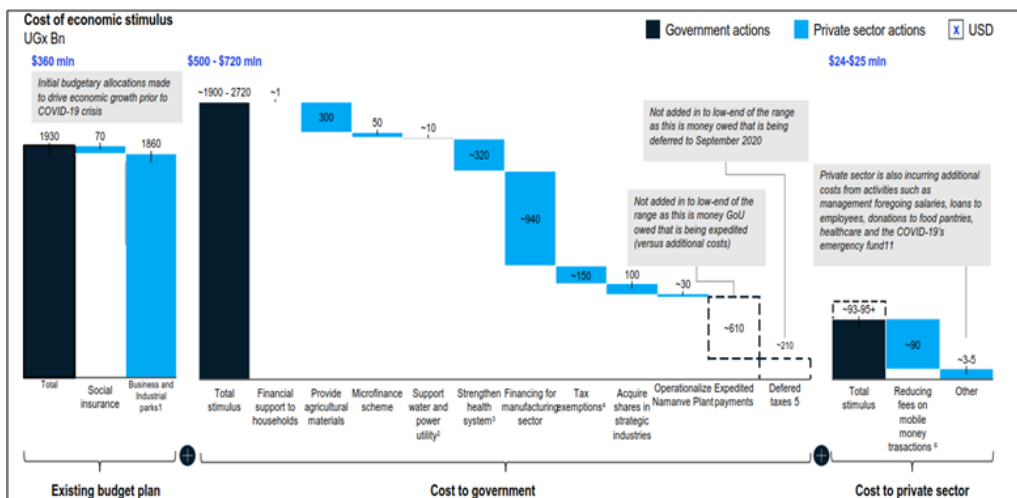 Cost of economic stimulus
UGx Bn
Government actions
Private sector actions
x USD
$360 mln
$500 - $720 mln
$24-$25 mln
Initial budgetary allocations made
to drive economic growth prior to
COVID-19 crisis
1930
70
1860
~1900 - 2720
~1
300
50
~10
~320
~940
~150
100
~30
~610
~210
Not added in to low-end of the range
as this is money owed that is being
deferred to September 2020
Not added in to low-end of the
range as this is money GoU
owed that is being expedited
(versus additional costs)
Private sector is also incurring additional
costs from activities such as
management foregoing salaries, loans to
employees, donations to food pantries,
healthcare and the COVID-19's
emergency fund11
~93-95+
~90
~3-5
Total
Social
insurance
Business and
Industrial
parks1
Total
stimulus
Financial
support to
households
Provide
agricultural
materials
Microfinance
scheme
Support
water and
power
utility²
Strengthen
health
system³
Financing for
manufacturing
sector
Tax
exemptions⁴
Acquire
shares in
strategic
industries
Operationalize
Namanve Plant
Expedited
payments
Defered
taxes 5
Total
stimulus
Reducing
fees on
mobile
money
trasactions ⁶
Other
Existing budget plan
+
Cost to government
+
Cost to private sector